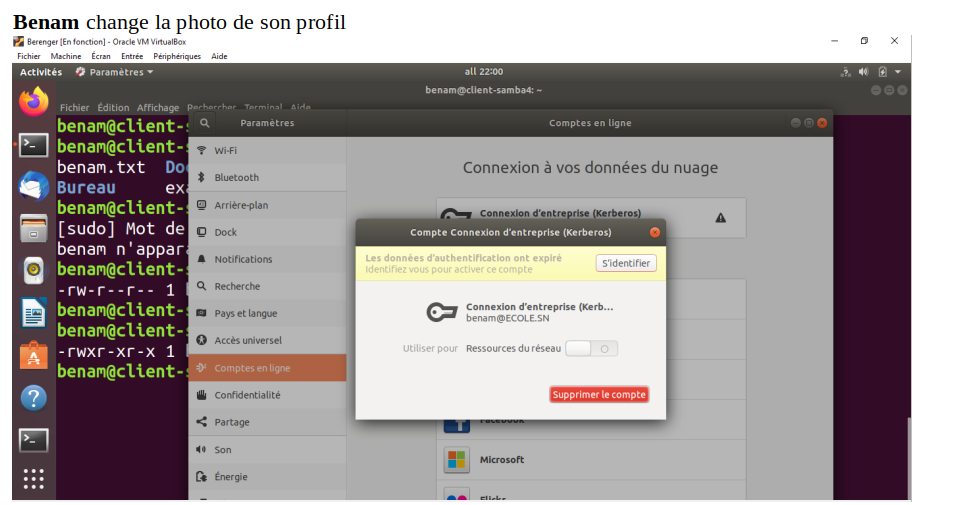 Benam change la photo de son profil
Berenger [En fonction] - Oracle VM VirtualBox
Fichier Machine Écran Entrée Périphériques Aide
Activités Paramètres all 22:00
benam@client-samba4: ~
Fichier Édition Affichage Rechercher Terminal Aide
Paramètres
Comptes en ligne
benam@client-s
benam@client-s
benam.txt Do
Bureau exa
benam@client-s
[sudo] Mot de
benam n'appara
benam@client-s
-rw-r--r-- 1
benam@client-s
benam@client-s
-rwxr-xr-x 1
benam@client-s
Wi-Fi
Bluetooth
Arrière-plan
Dock
Notifications
Recherche
Pays et langue
Accès universel
Comptes en ligne
Confidentialité
Partage
Son
Énergie
Connexion à vos données du nuage
Connexion d'entreprise (Kerberos)
Compte Connexion d'entreprise (Kerberos)
Les données d'authentification ont expiré
Identifiez vous pour activer ce compte
S'identifier
Connexion d'entreprise (Kerb...
benam@ECOLE.SN
Utiliser pour Ressources du réseau
Supprimer le compte
Facebook
Microsoft
Flickr